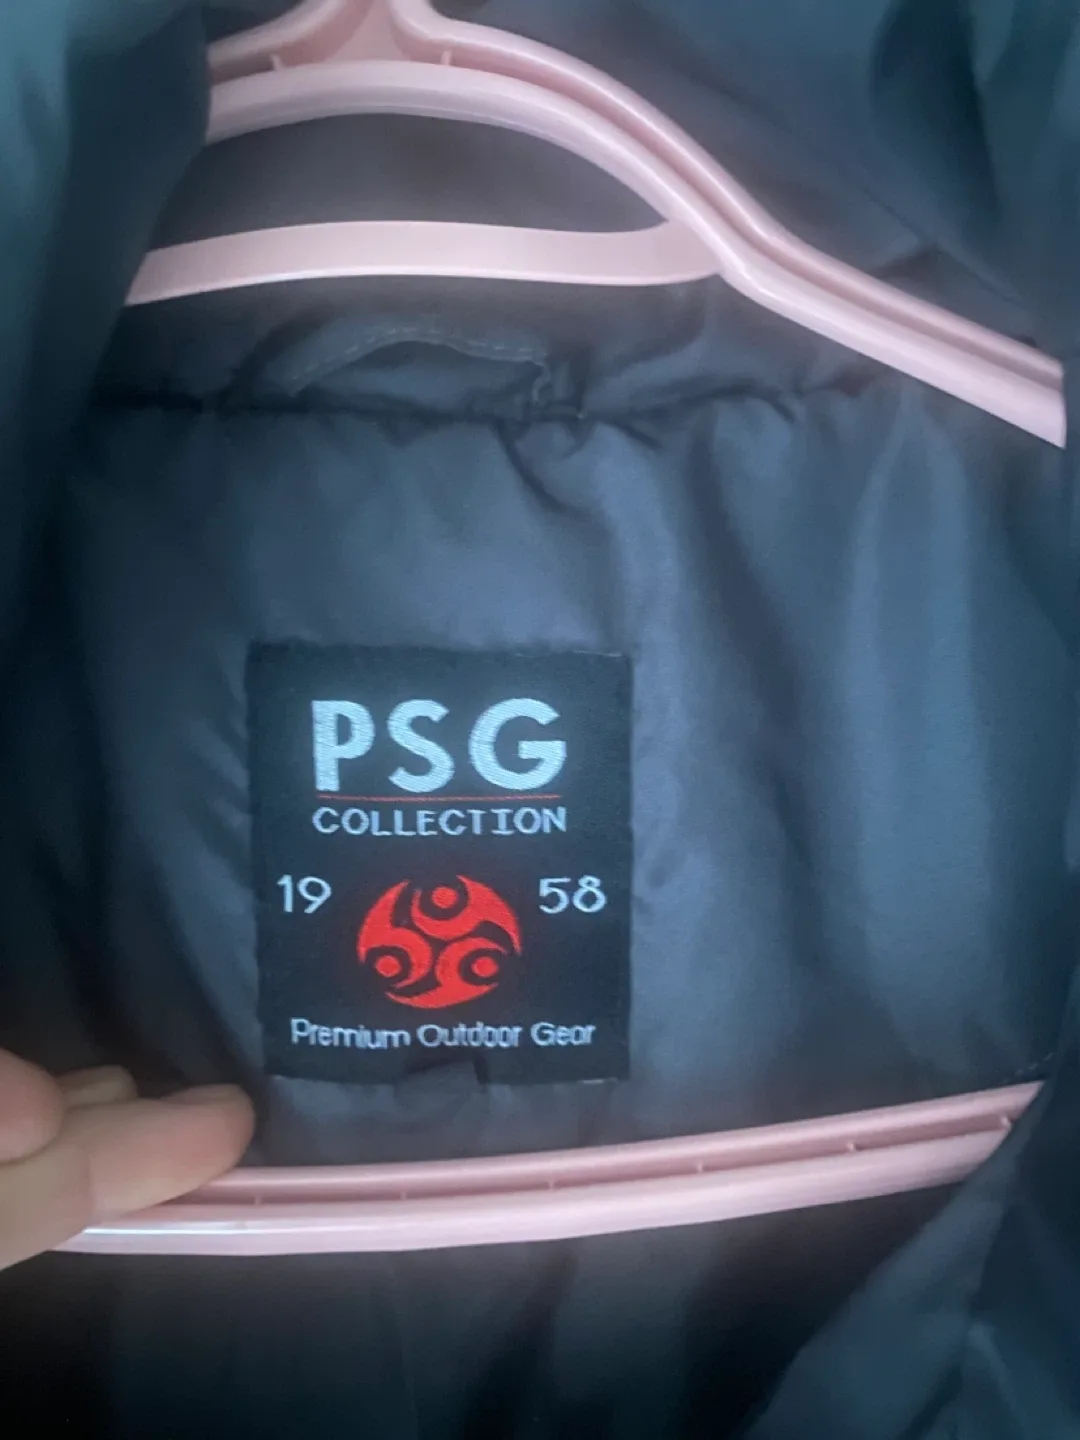 PSG
COLLECTION
19 58
Premium Outdoor Gear